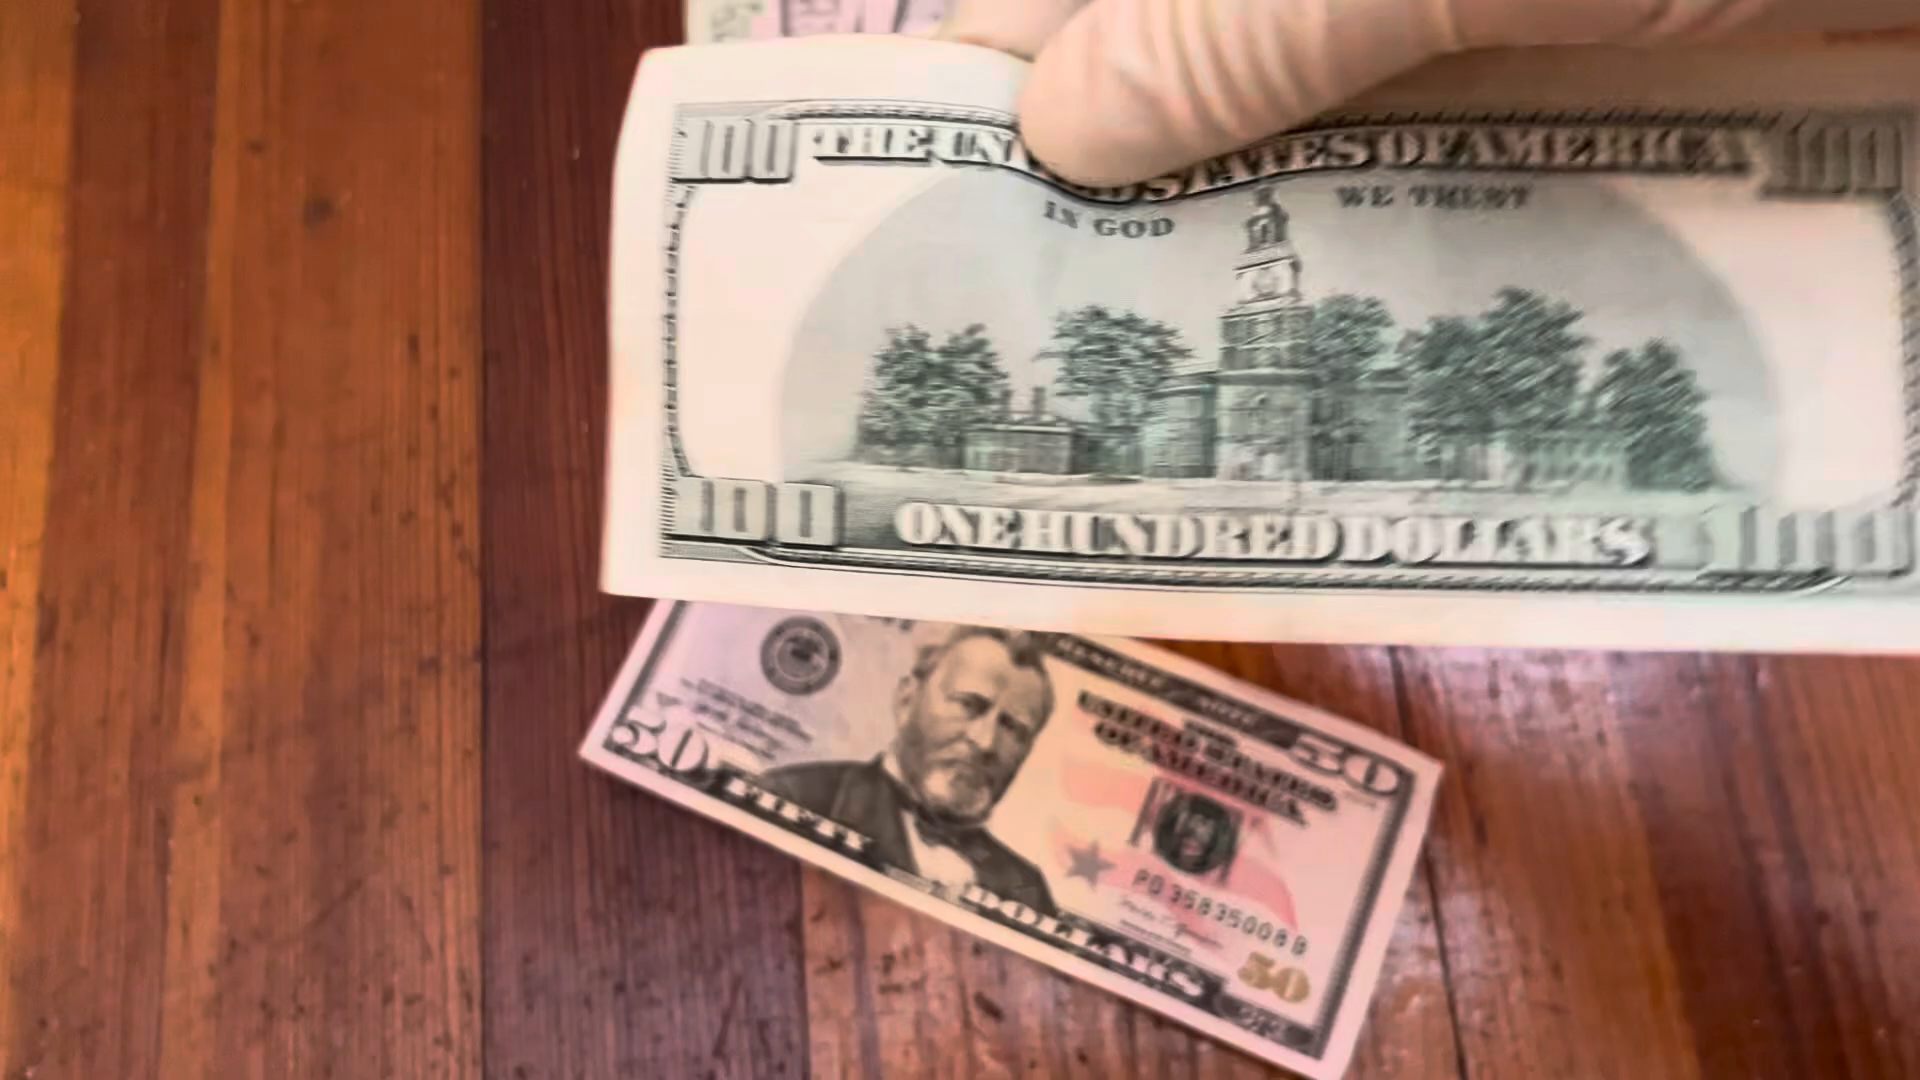 100 THE UNITED STATES OF AMERICA 100
IN GOD WE TRUST
100 ONE HUNDRED DOLLARS 100
50
THE
UNITED STATES
OF AMERICA
PD 35835008 B
50
FIFTY
DOLLARS
50